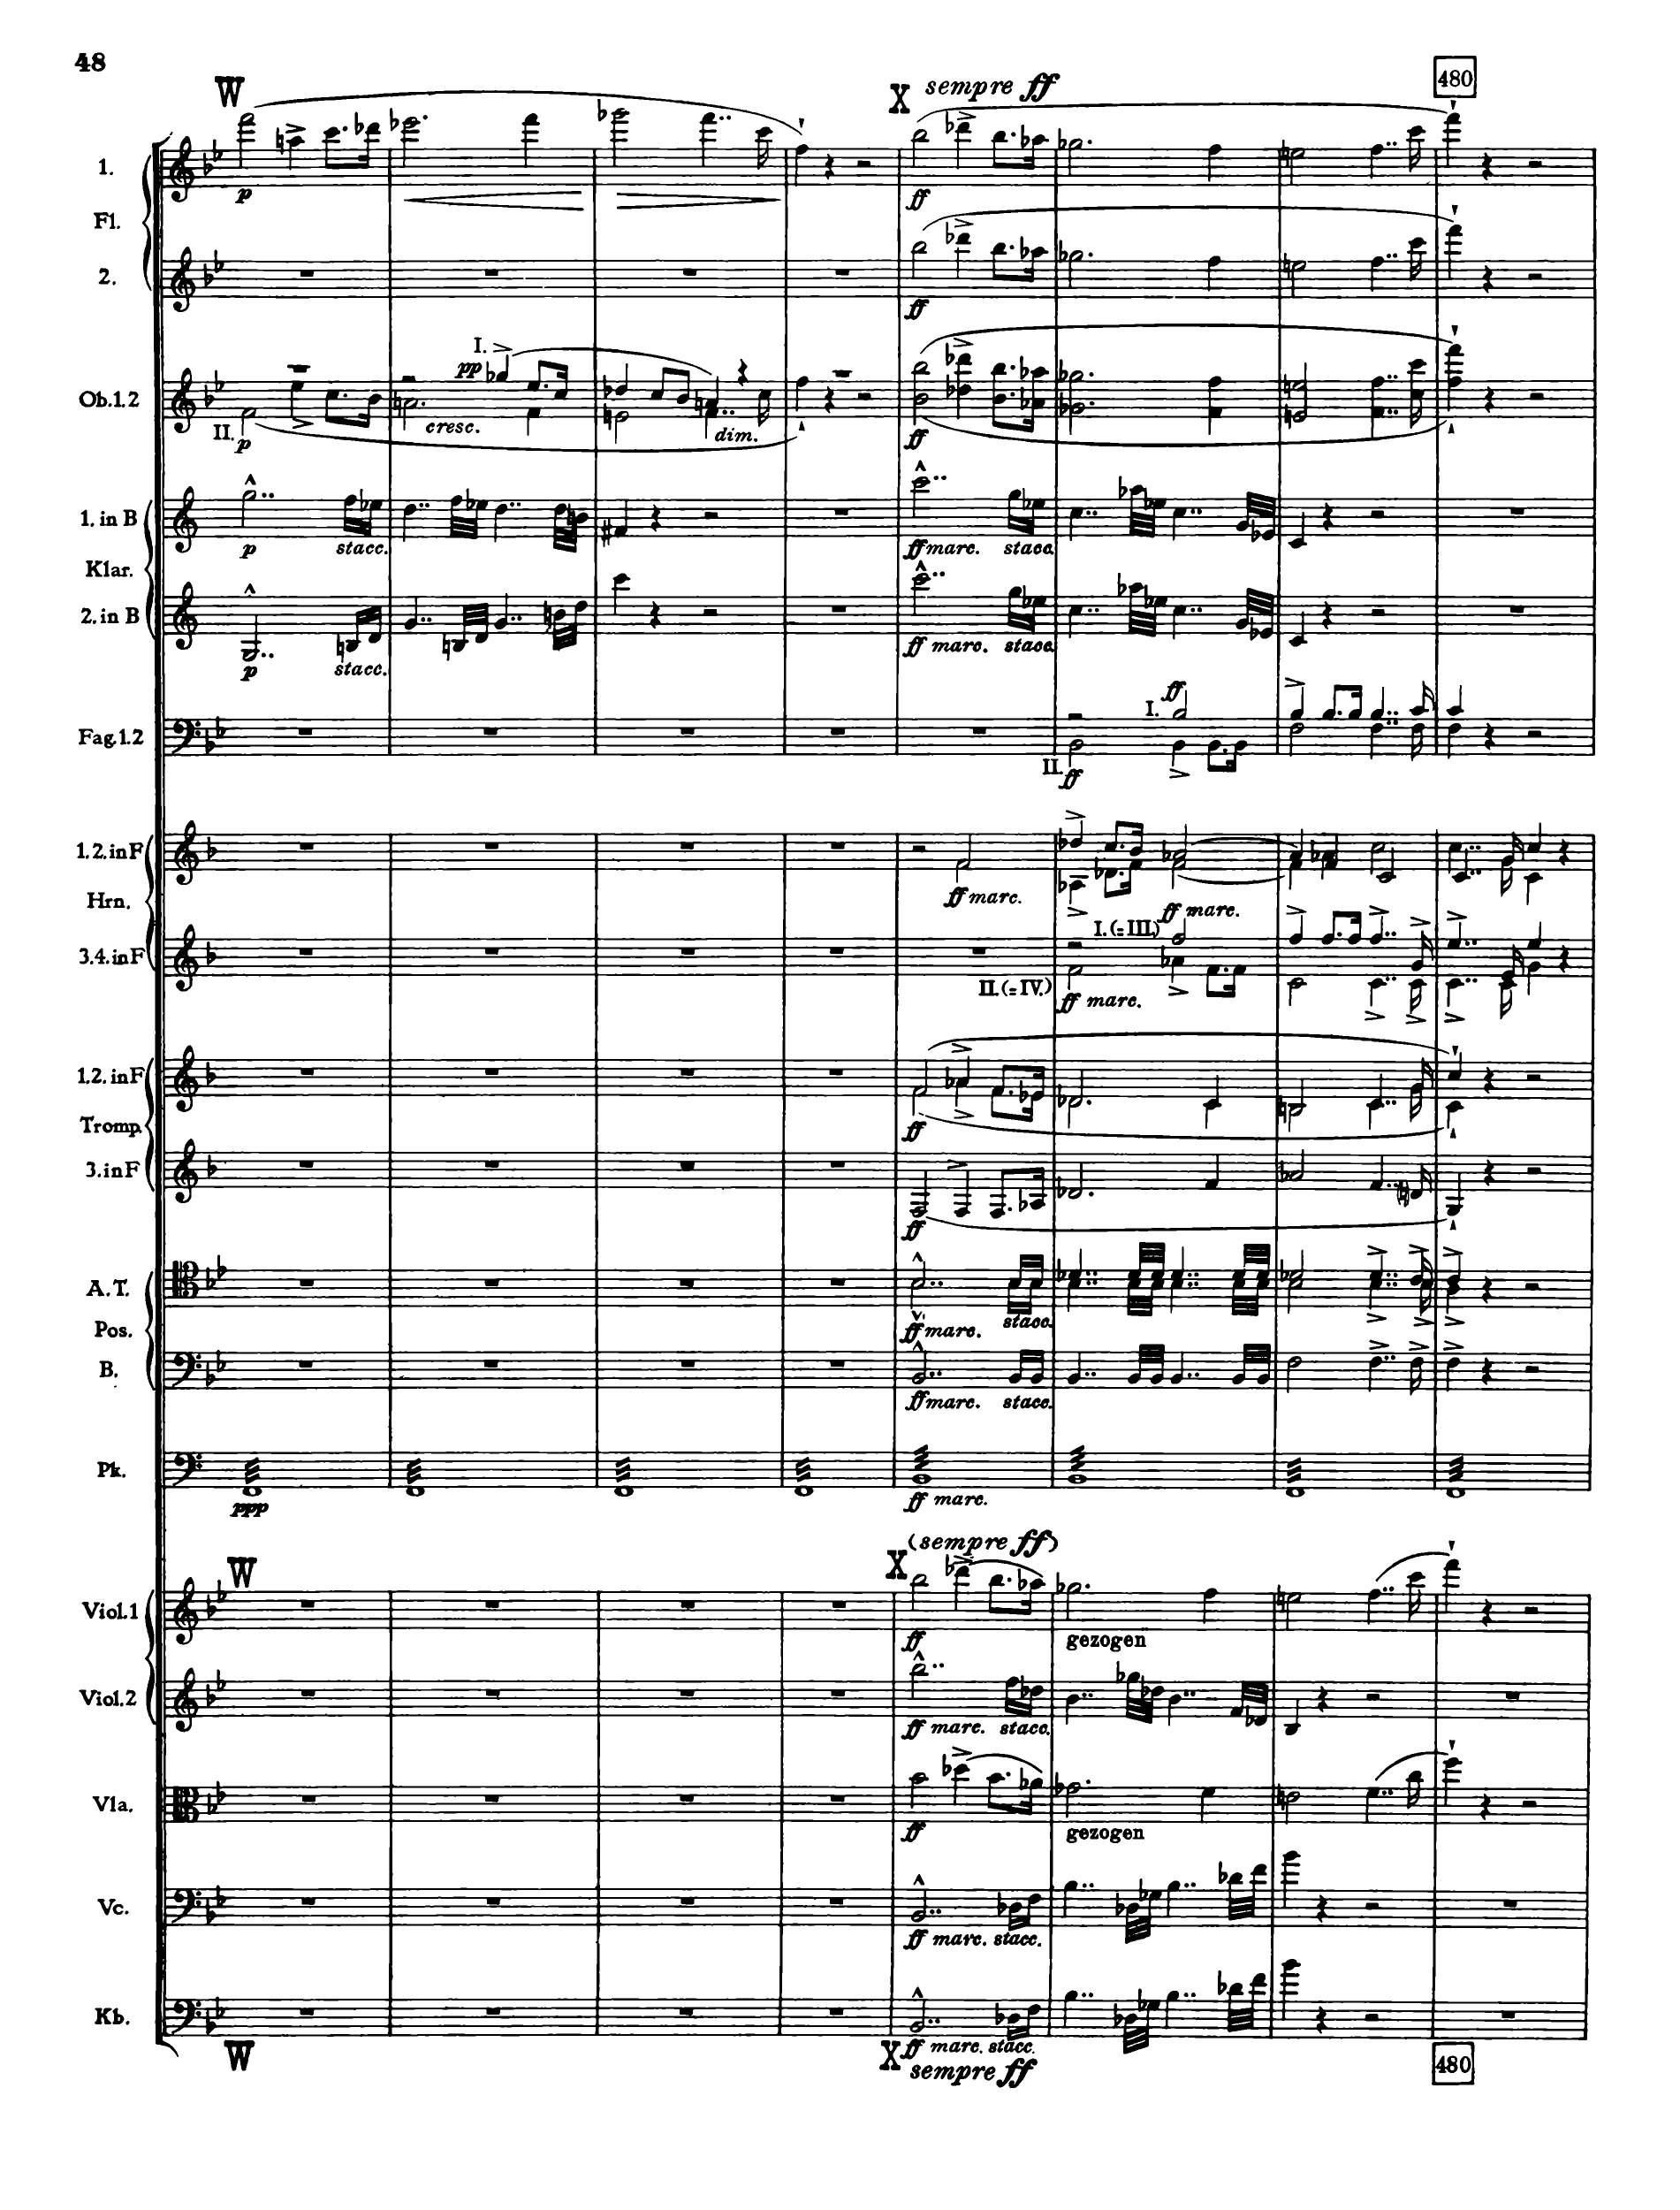 48
W
X sempre ff
480
1.
p
ff
Fl.
2.
ff
I.
pp
Ob.1.2
II. p
cresc.
dim.
ff
1. in B
p
stacc.
ff marc. stacc.
Klar.
2. in B
p
stacc.
ff marc. stacc.
ff
I.
Fag.1.2
II. ff
1.2. in F
ff marc.
Hrn.
ff marc.
I. (= III.)
3.4. in F
II. (= IV.)
ff marc.
1.2. in F
ff
Tromp.
3. in F
ff
A. T.
ff marc.
stacc.
Pos.
B.
ff marc. stacc.
Pk.
ppp
ff marc.
W
X
(sempre ff)
Viol.1
ff
gezogen
Viol.2
ff marc. stacc.
Vla.
ff
gezogen
Vc.
ff marc. stacc.
Kb.
ff marc. stacc.
W
X
sempre ff
480